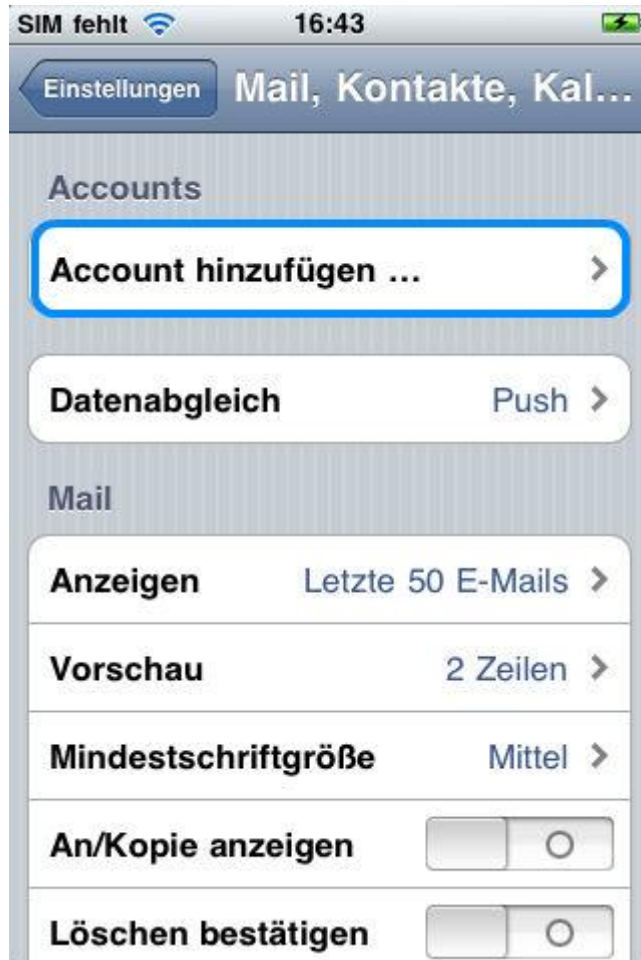 SIM fehlt 16:43
Einstellungen Mail, Kontakte, Kal...
Accounts
Account hinzufügen ...
Datenabgleich Push
Mail
Anzeigen Letzte 50 E-Mails
Vorschau 2 Zeilen
Mindestschriftgröße Mittel
An/Kopie anzeigen
Löschen bestätigen